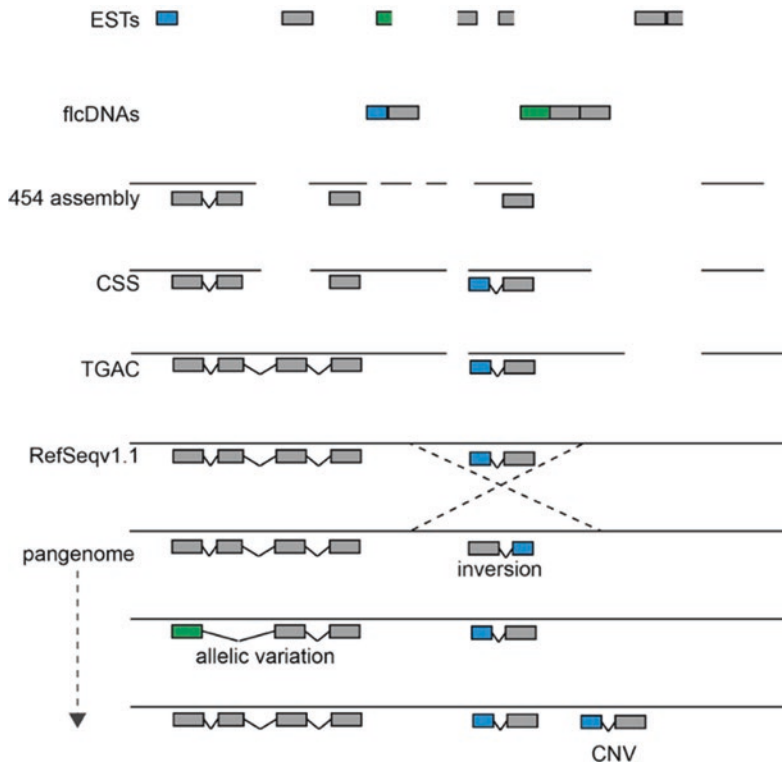 ESTs
flcDNAs
454 assembly
CSS
TGAC
RefSeqv1.1
pangenome
inversion
allelic variation
CNV